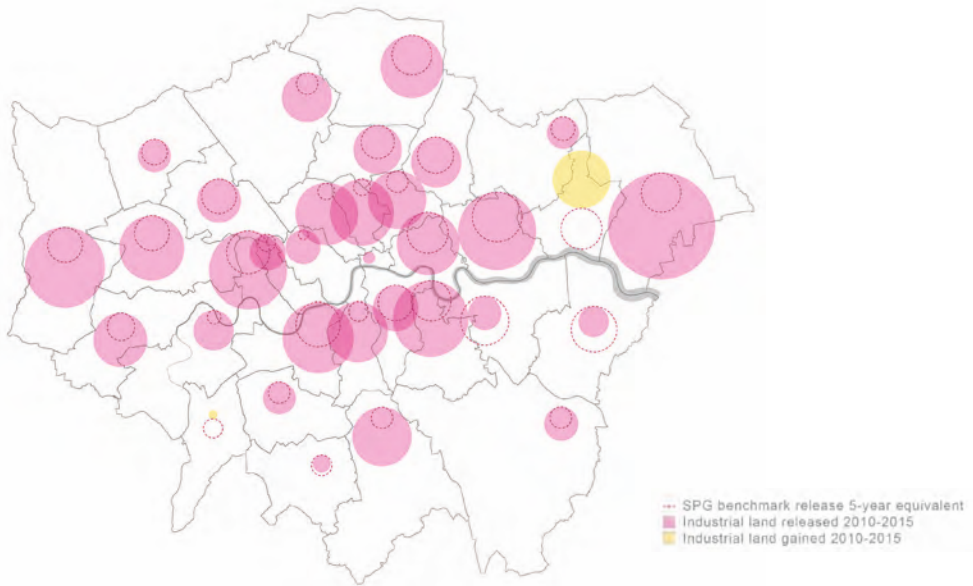 SPG benchmark release 5-year equivalent
Industrial land released 2010-2015
Industrial land gained 2010-2015